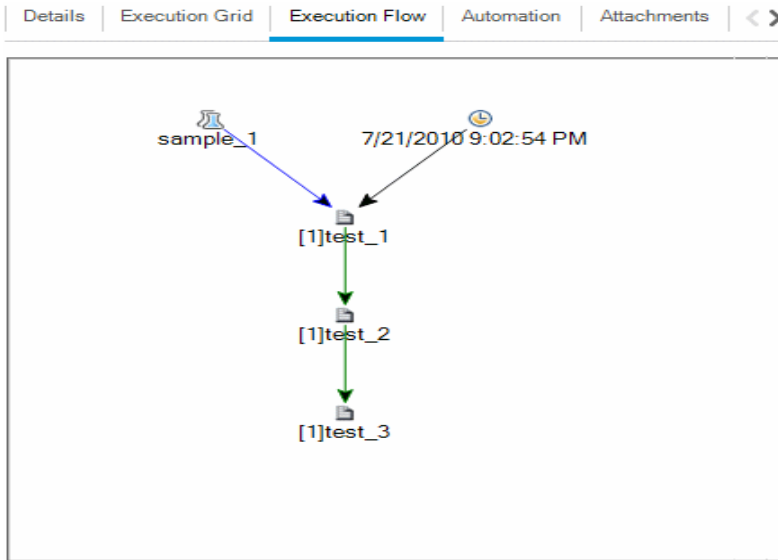 Details Execution Grid Execution Flow Automation Attachments
sample_1 7/21/2010 9:02:54 PM
[1]test_1
[1]test_2
[1]test_3